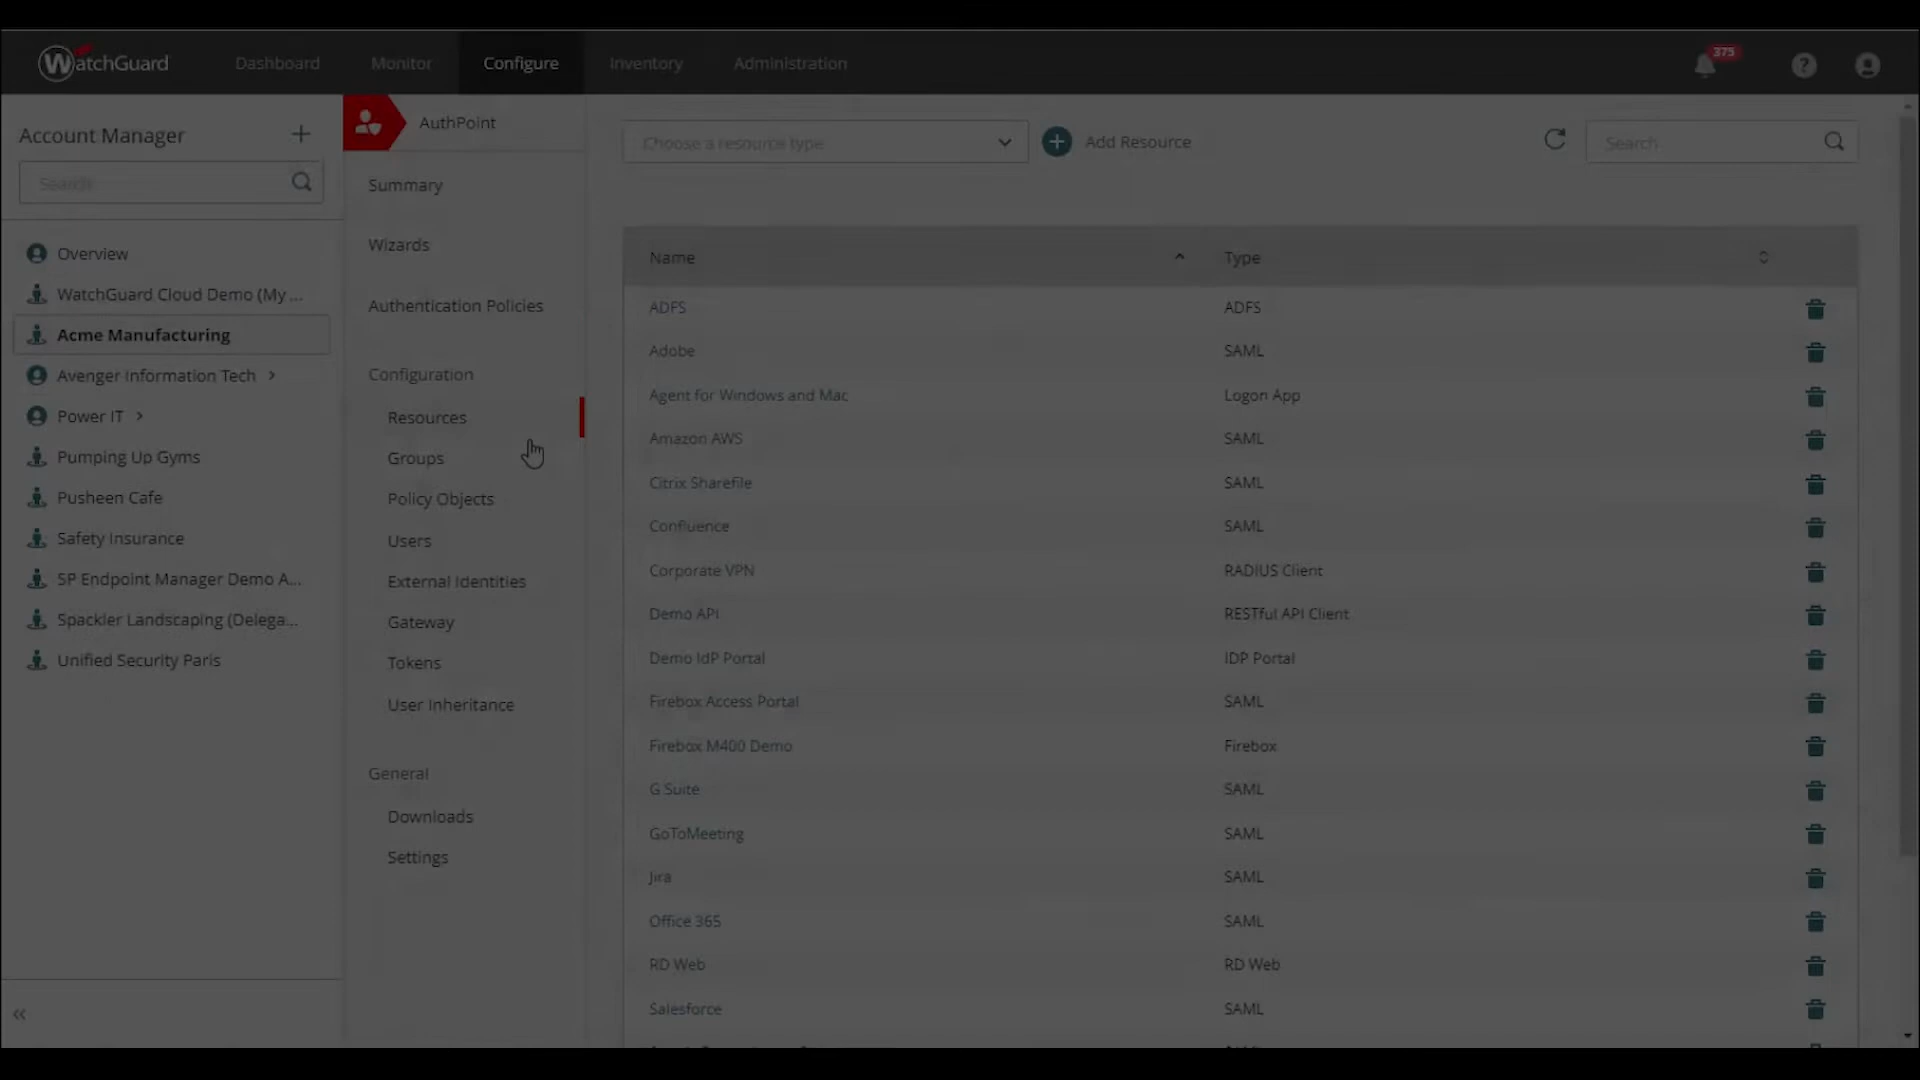 WatchGuard
Dashboard
Monitor
Configure
Inventory
Administration
375
Account Manager
Search
Overview
WatchGuard Cloud Demo (My ...
Acme Manufacturing
Avenger Information Tech
Power IT
Pumping Up Gyms
Pusheen Cafe
Safety Insurance
SP Endpoint Manager Demo A...
Spackler Landscaping (Delega...
Unified Security Paris
AuthPoint
Summary
Wizards
Authentication Policies
Configuration
Resources
Groups
Policy Objects
Users
External Identities
Gateway
Tokens
User Inheritance
General
Downloads
Settings
Choose a resource type
Add Resource
Search
Name Type
ADFS ADFS
Adobe SAML
Agent for Windows and Mac Logon App
Amazon AWS SAML
Citrix Sharefile SAML
Confluence SAML
Corporate VPN RADIUS Client
Demo API RESTful API Client
Demo IdP Portal IDP Portal
Firebox Access Portal SAML
Firebox M400 Demo Firebox
G Suite SAML
GoToMeeting SAML
Jira SAML
Office 365 SAML
RD Web RD Web
Salesforce SAML